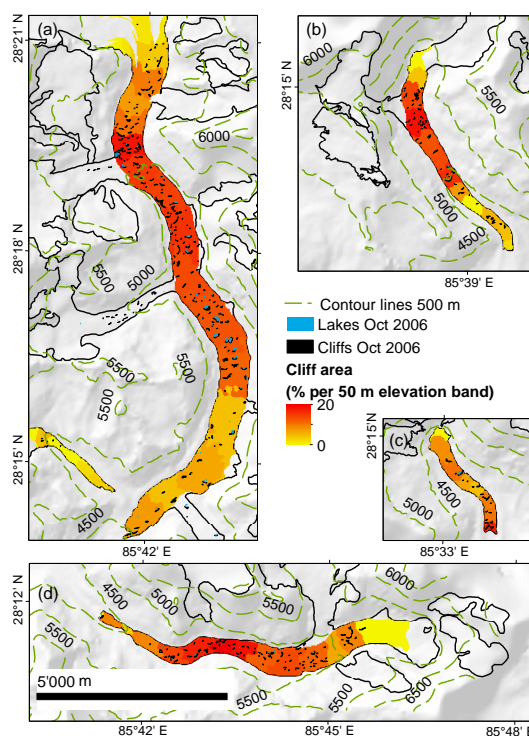 (a)
28°21' N
6000
5500
5000
28°18' N
5500
5500
28°15' N
4500
85°42' E
(b)
6000
28°15' N
5500
5000
4500
85°39' E
Contour lines 500 m
Lakes Oct 2006
Cliffs Oct 2006
Cliff area
(% per 50 m elevation band)
20
0
(c)
28°15' N
4500
5000
85°33' E
(d)
28°12' N
4500
5000
5500
6000
5500
5'000 m
5500
5500
6500
85°42' E
85°45' E
85°48' E